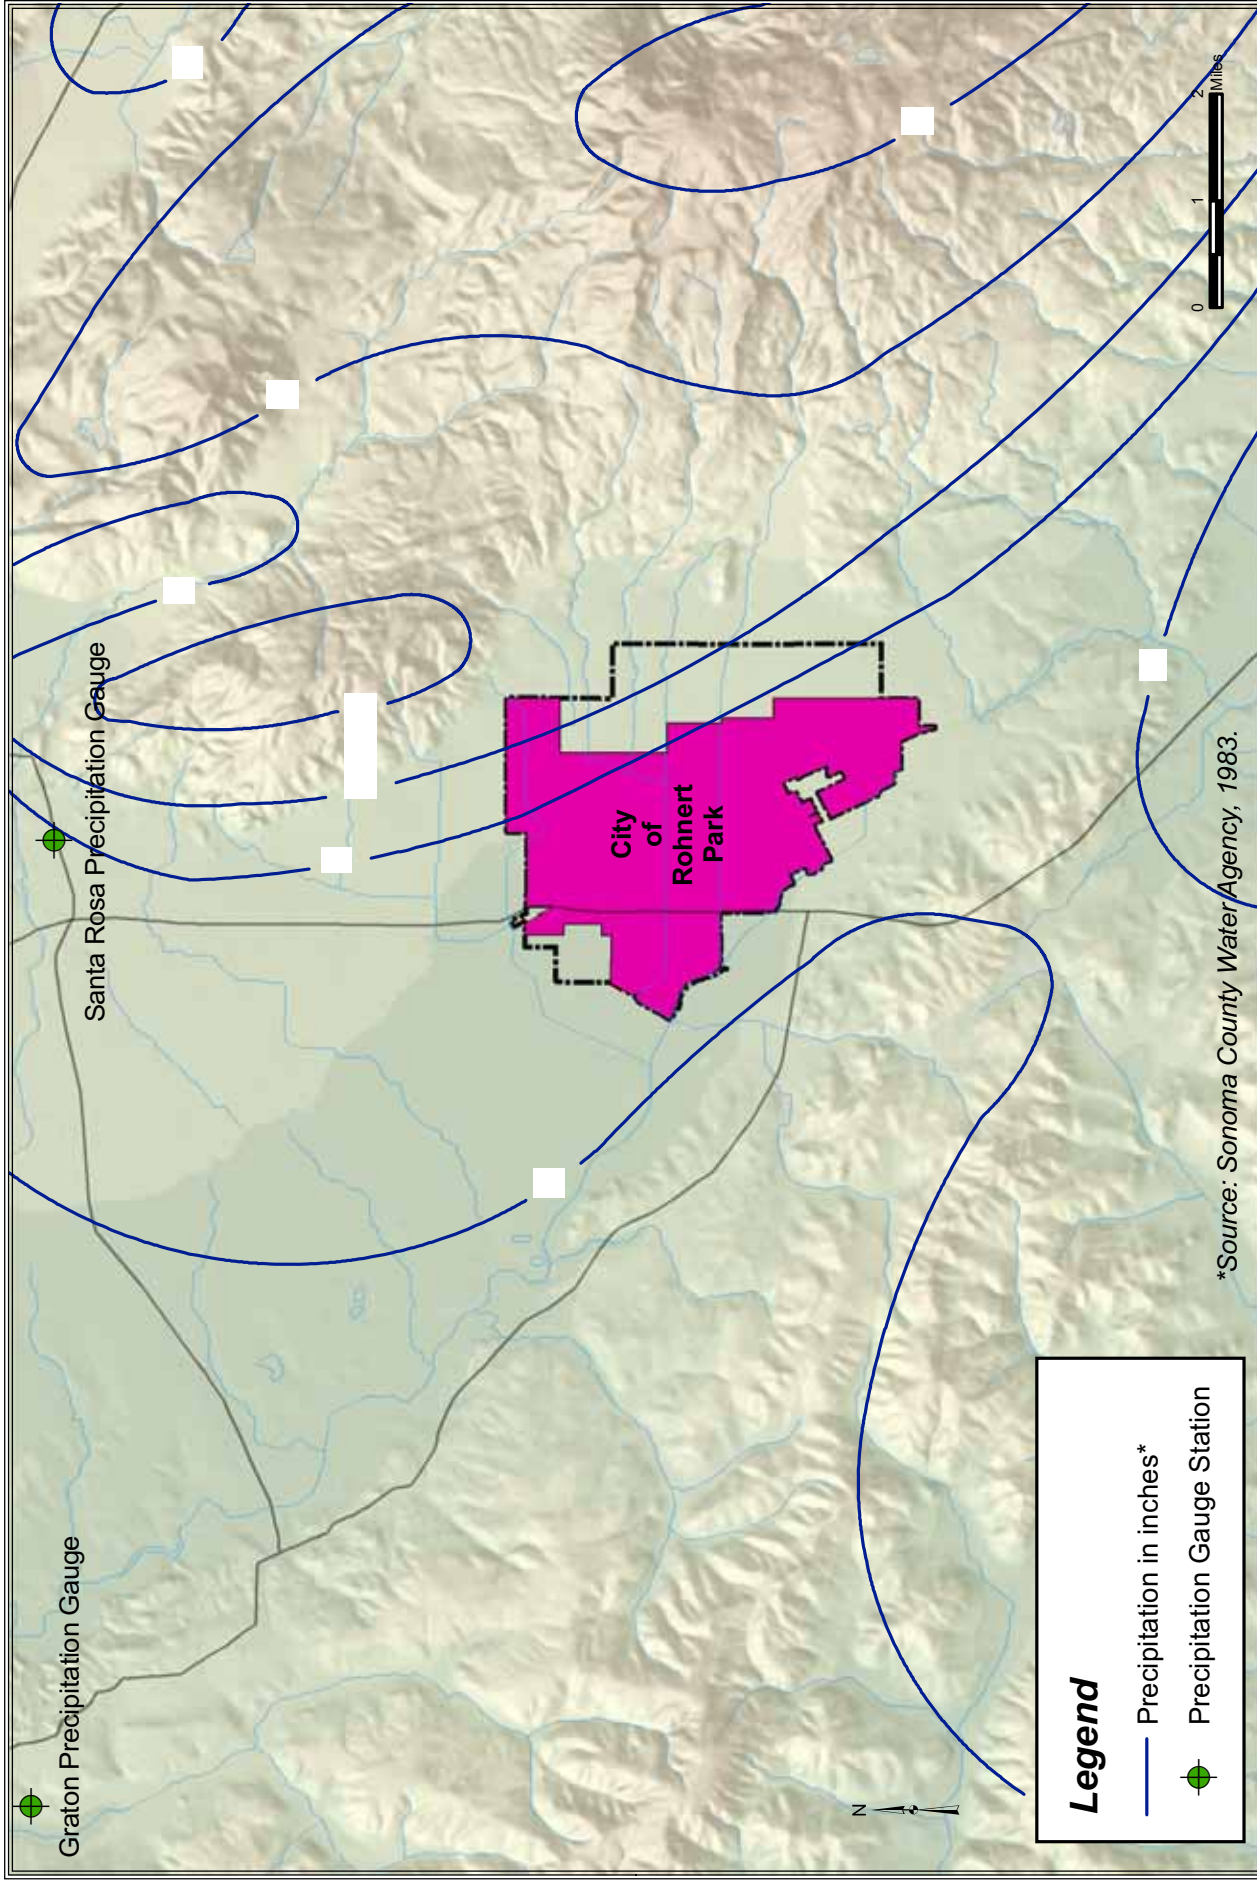 Graton Precipitation Gauge
Santa Rosa Precipitation Gauge
City
of
Rohnert
Park
N
Legend
Precipitation in inches*
Precipitation Gauge Station
*Source: Sonoma County Water Agency, 1983.
0 1 2
Miles